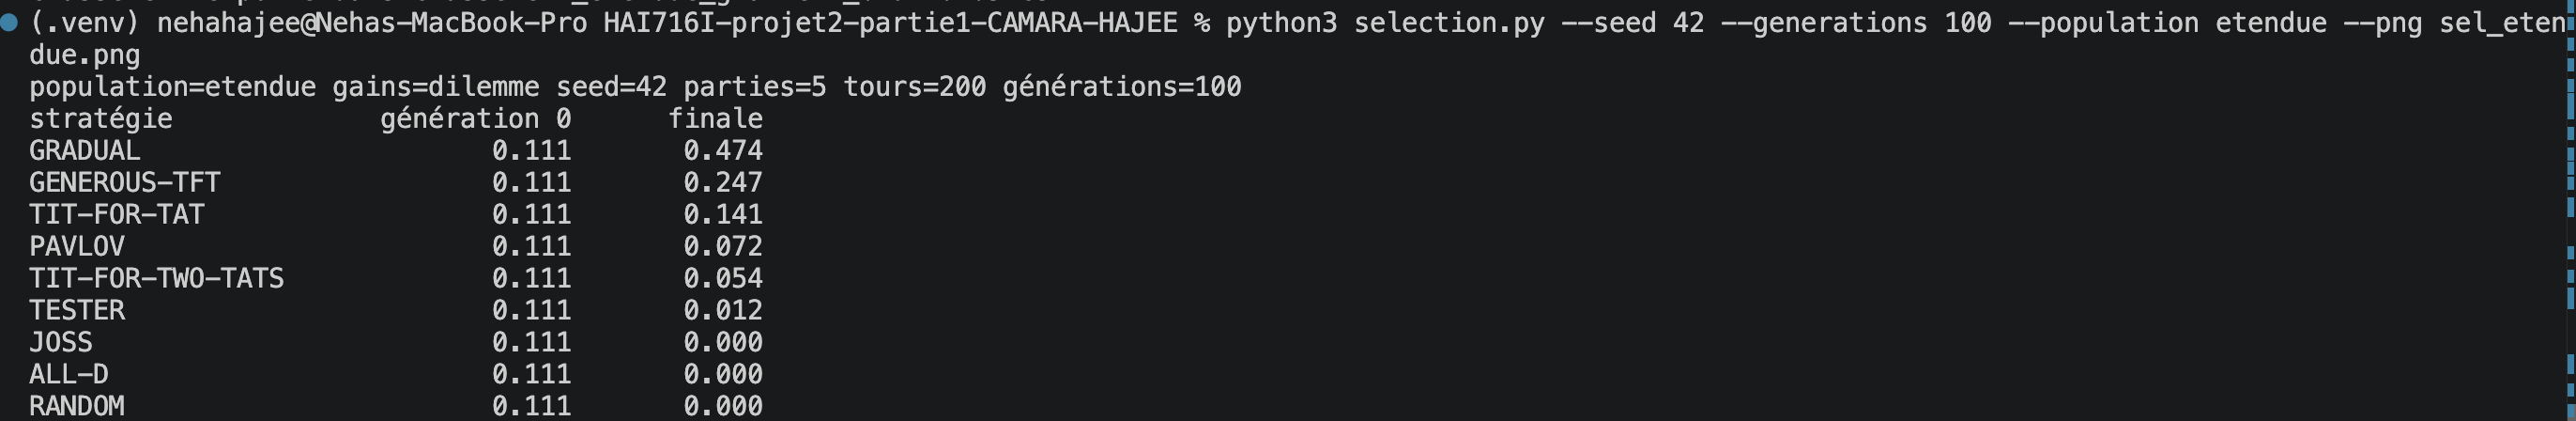 (.venv) nehahajee@Nehas-MacBook-Pro HAI716I-projet2-partie1-CAMARA-HAJEE % python3 selection.py --seed 42 --generations 100 --population etendue --png sel_eten
due.png
population=etendue gains=dilemme seed=42 parties=5 tours=200 générations=100
stratégie génération 0 finale
GRADUAL 0.111 0.474
GENEROUS-TFT 0.111 0.247
TIT-FOR-TAT 0.111 0.141
PAVLOV 0.111 0.072
TIT-FOR-TWO-TATS 0.111 0.054
TESTER 0.111 0.012
JOSS 0.111 0.000
ALL-D 0.111 0.000
RANDOM 0.111 0.000